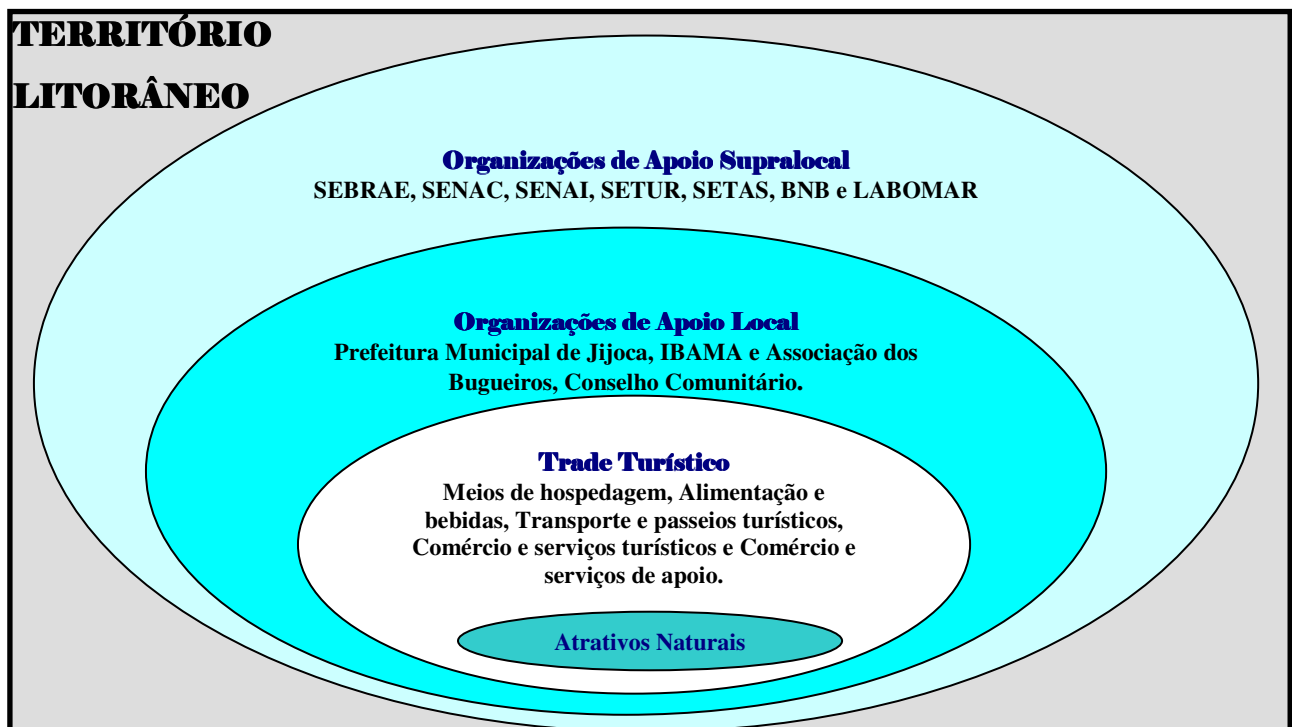 TERRITÓRIO
LITORÂNEO
Organizações de Apoio Supralocal
SEBRAE, SENAC, SENAI, SETUR, SETAS, BNB e LABOMAR
Organizações de Apoio Local
Prefeitura Municipal de Jijoca, IBAMA e Associação dos
Bugueiros, Conselho Comunitário.
Trade Turístico
Meios de hospedagem, Alimentação e
bebidas, Transporte e passeios turísticos,
Comércio e serviços turísticos e Comércio e
serviços de apoio.
Atrativos Naturais